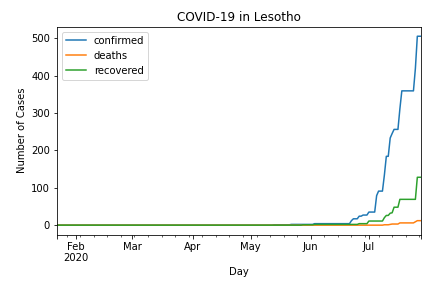 COVID-19 in Lesotho
confirmed
deaths
recovered
Number of Cases
500
400
300
200
100
0
Feb Mar Apr May Jun Jul
2020
Day